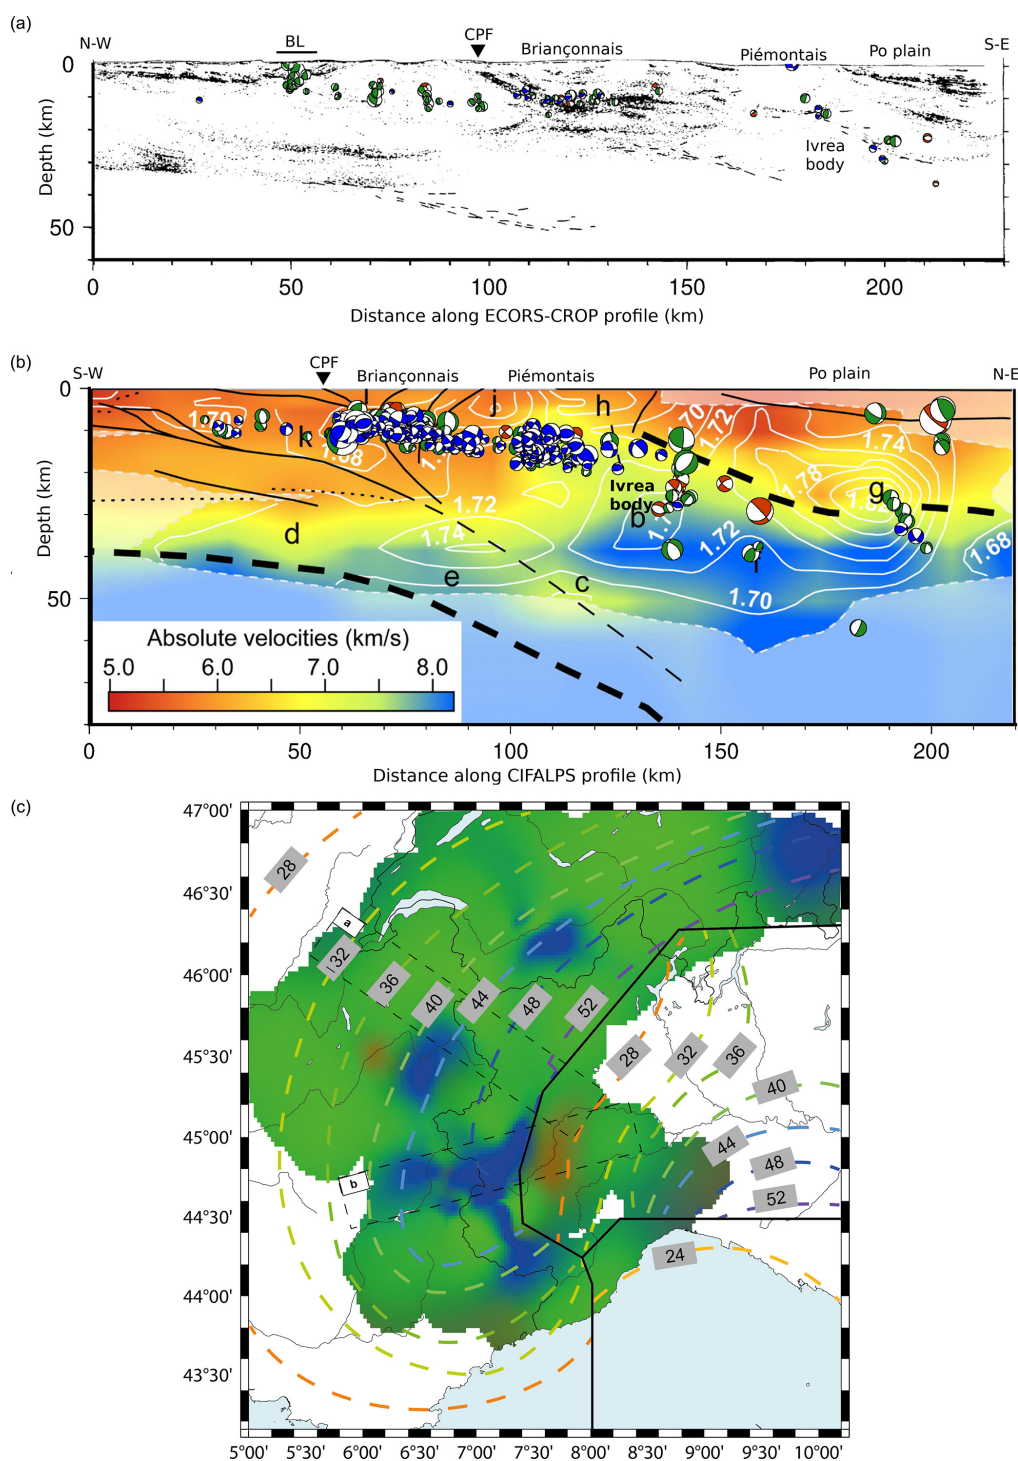 (a)
N-W
BL
CPF
Briançonnais
Piémontais
Po plain
S-E
0
50
Depth (km)
Ivrea
body
0
50
100
150
200
Distance along ECORS-CROP profile (km)
(b)
S-W
CPF
Briançonnais
Piémontais
Po plain
N-E
0
50
Depth (km)
1.70
k
j
h
1.72
1.74
1.78
g
1.72
Ivrea
body
b
d
1.74
1.72
1.68
e
c
1.70
Absolute velocities (km/s)
5.0
6.0
7.0
8.0
0
50
100
150
200
Distance along CIFALPS profile (km)
(c)
47°00'
46°30'
46°00'
45°30'
45°00'
44°30'
44°00'
43°30'
28
a
32
36
40
44
48
52
28
32
36
40
44
48
52
b
24
5°00'
5°30'
6°00'
6°30'
7°00'
7°30'
8°00'
8°30'
9°00'
9°30'
10°00'